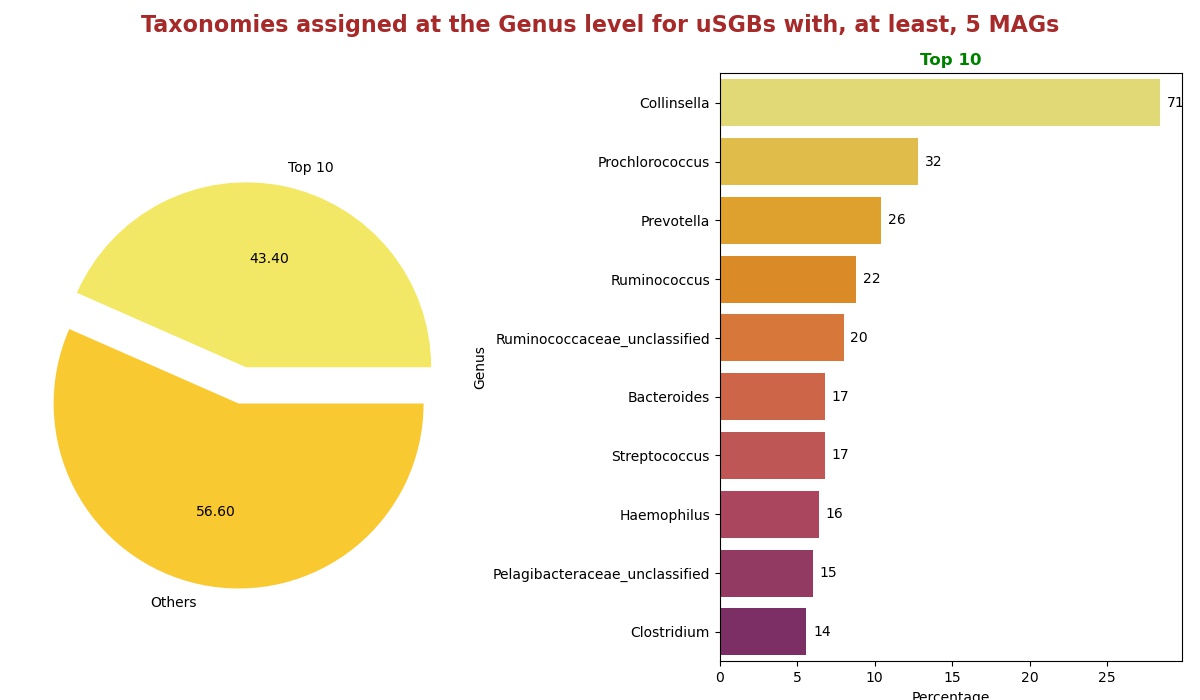 Taxonomies assigned at the Genus level for uSGBs with, at least, 5 MAGs
Top 10
43.40
56.60
Others
Top 10
Genus
Collinsella 71
Prochlorococcus 32
Prevotella 26
Ruminococcus 22
Ruminococcaceae_unclassified 20
Bacteroides 17
Streptococcus 17
Haemophilus 16
Pelagibacteraceae_unclassified 15
Clostridium 14
0 5 10 15 20 25
Percentage